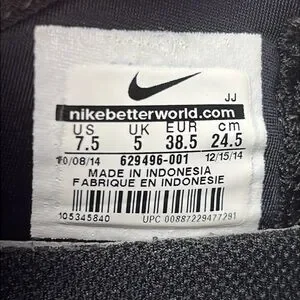 JJ
nikebetterworld.com
US UK EUR cm
7.5 5 38.5 24.5
10/08/14 629496-001 12/15/14
MADE IN INDONESIA
FABRIQUE EN INDONESIE
105345840 UPC 00887229477291